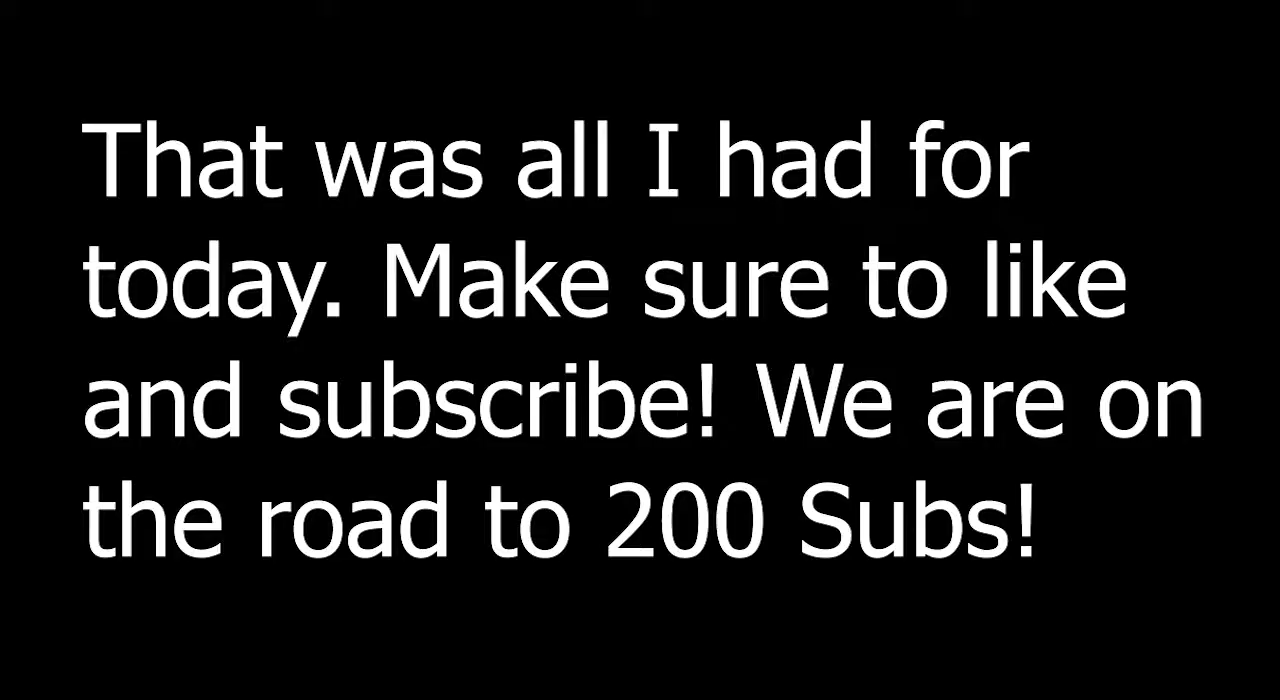 That was all I had for
today. Make sure to like
and subscribe! We are on
the road to 200 Subs!